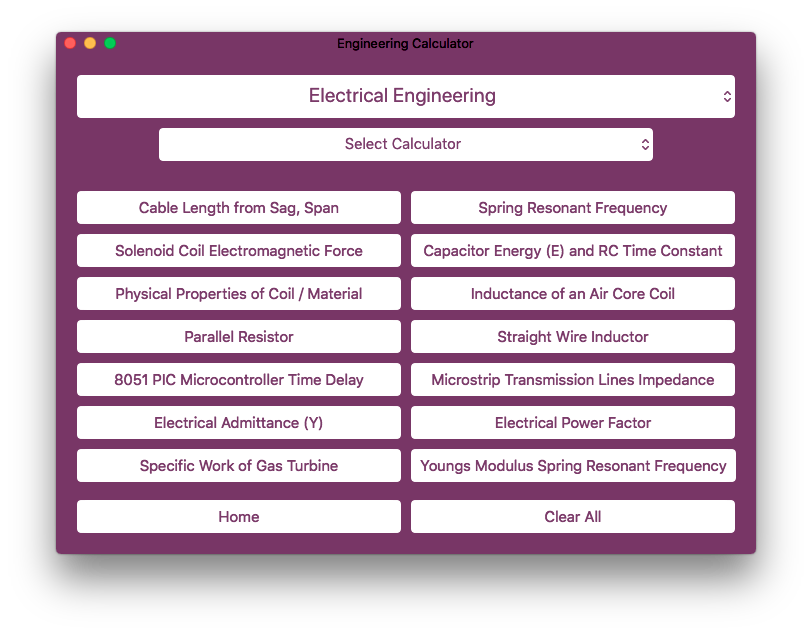 Engineering Calculator
Electrical Engineering
Select Calculator
Cable Length from Sag, Span
Spring Resonant Frequency
Solenoid Coil Electromagnetic Force
Capacitor Energy (E) and RC Time Constant
Physical Properties of Coil / Material
Inductance of an Air Core Coil
Parallel Resistor
Straight Wire Inductor
8051 PIC Microcontroller Time Delay
Microstrip Transmission Lines Impedance
Electrical Admittance (Y)
Electrical Power Factor
Specific Work of Gas Turbine
Youngs Modulus Spring Resonant Frequency
Home
Clear All